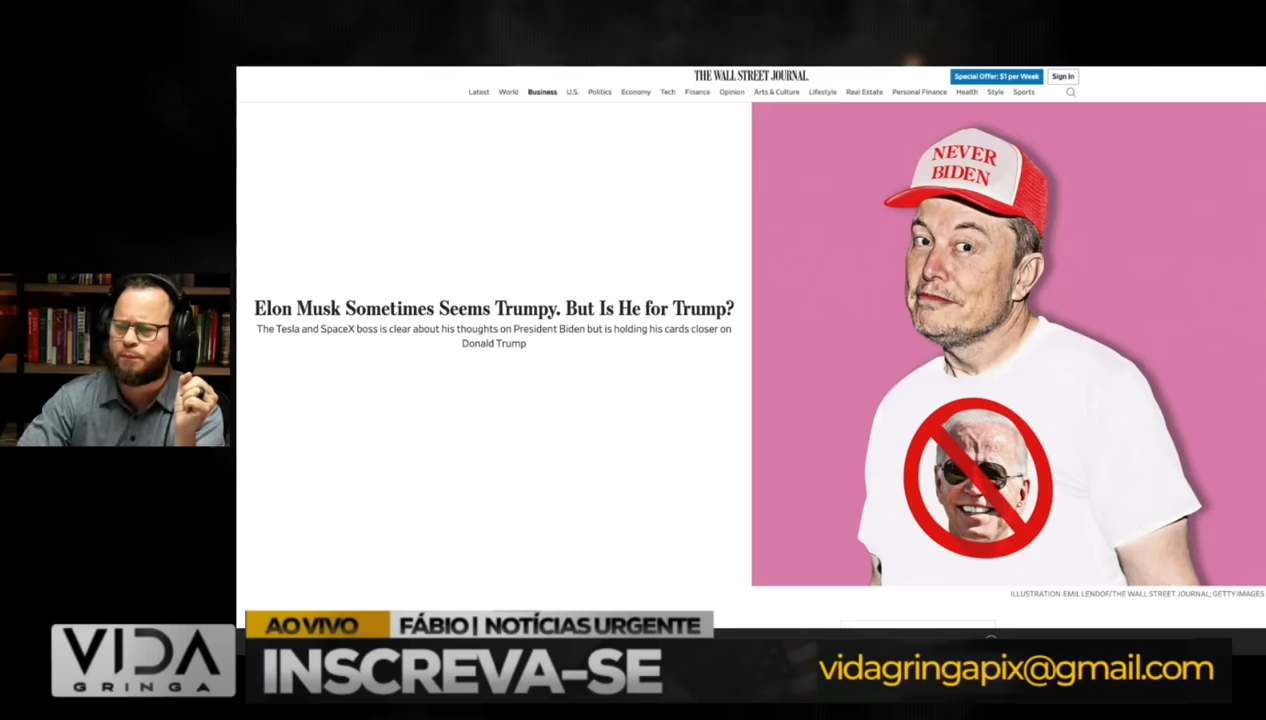 THE WALL STREET JOURNAL.
Special Offer: $1 per Week
Sign In
Latest World Business U.S. Politics Economy Tech Finance Opinion Arts & Culture Lifestyle Real Estate Personal Finance Health Style Sports
NEVER
BIDEN
Elon Musk Sometimes Seems Trumpy. But Is He for Trump?
The Tesla and SpaceX boss is clear about his thoughts on President Biden but is holding his cards closer on
Donald Trump
ILLUSTRATION: EMIL LENDOF/THE WALL STREET JOURNAL; GETTY IMAGES
AO VIVO FÁBIO | NOTÍCIAS URGENTE
VIDA
GRINGA
INSCREVA-SE
vidagringapix@gmail.com